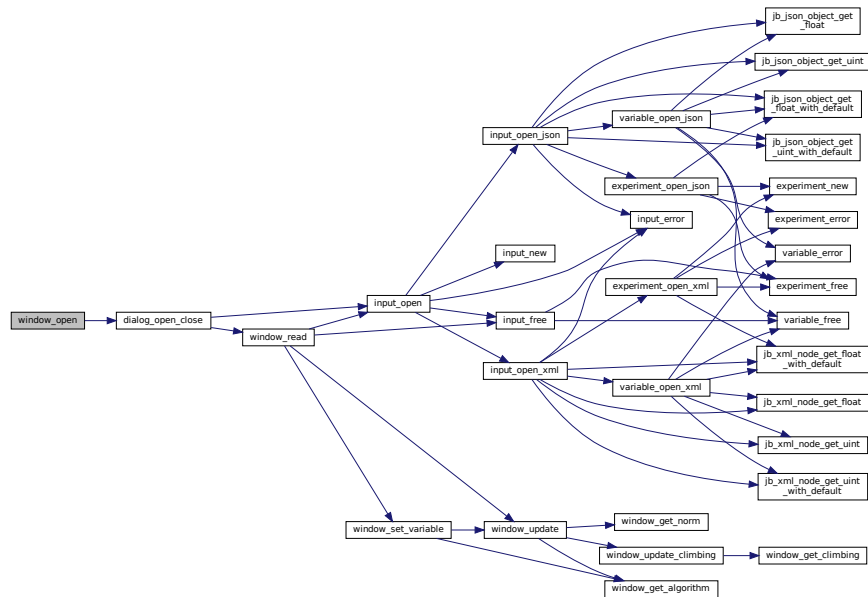 window_open
dialog_open_close
window_read
input_open
window_set_variable
input_open_json
input_new
input_free
input_open_xml
window_update
variable_open_json
experiment_open_json
input_error
experiment_open_xml
variable_open_xml
window_get_norm
window_update_climbing
window_get_algorithm
jb_json_object_get
_float
jb_json_object_get_uint
jb_json_object_get
_float_with_default
jb_json_object_get
_uint_with_default
experiment_new
experiment_error
variable_error
experiment_free
variable_free
jb_xml_node_get_float
_with_default
jb_xml_node_get_float
jb_xml_node_get_uint
jb_xml_node_get_uint
_with_default
window_get_climbing